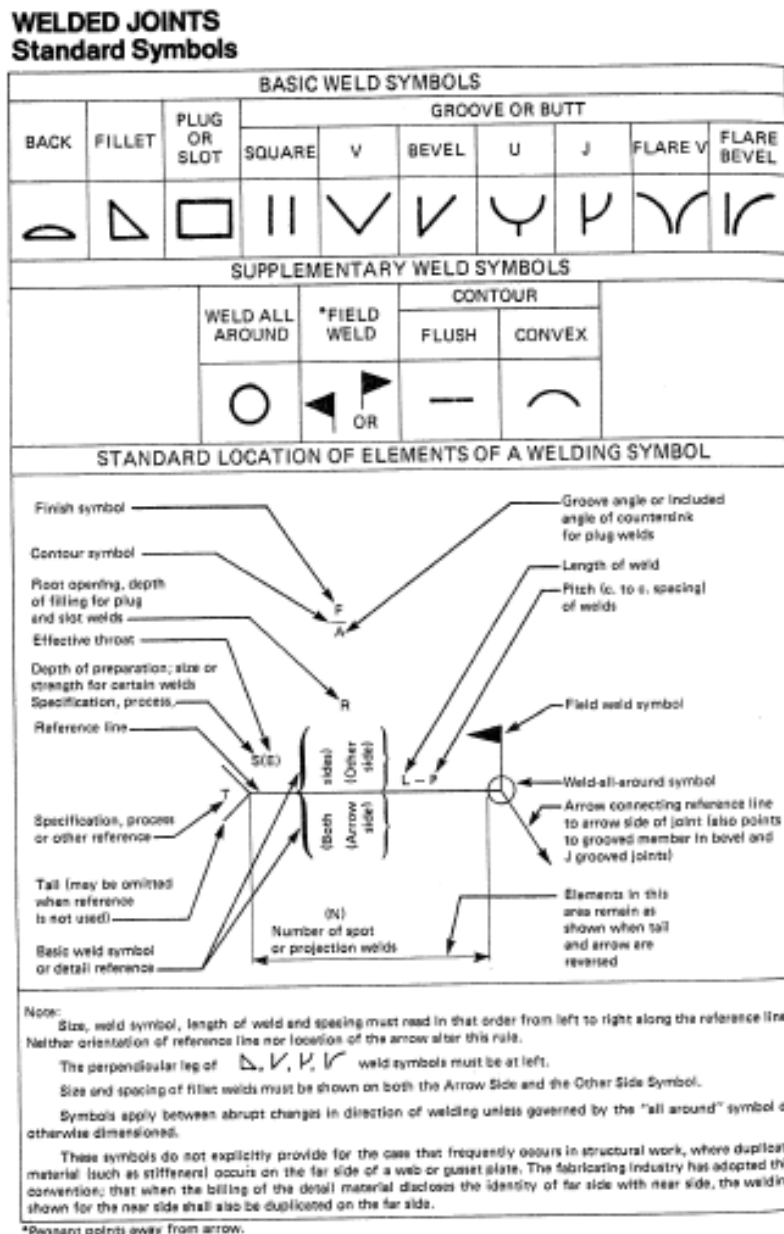 WELDED JOINTS
Standard Symbols
BASIC WELD SYMBOLS
BACK
FILLET
PLUG
OR
SLOT
GROOVE OR BUTT
SQUARE
V
BEVEL
U
J
FLARE V
FLARE
BEVEL
SUPPLEMENTARY WELD SYMBOLS
WELD ALL
AROUND
*FIELD
WELD
CONTOUR
FLUSH
CONVEX
OR
STANDARD LOCATION OF ELEMENTS OF A WELDING SYMBOL
Finish symbol
Contour symbol
Root opening, depth
of filling for plug
and slot welds
Effective throat
Depth of preparation; size or
strength for certain welds
Specification, process,
Reference line
Specification, process
or other reference
Tail (may be omitted
when reference
is not used)
Basic weld symbol
or detail reference
F
A
R
S(E)
T
(Both
sides)
(Arrow
side)
(Other
side)
L – P
(N)
Number of spot
or projection welds
Groove angle or included
angle of countersink
for plug welds
Length of weld
Pitch (c. to c. spacing)
of welds
Field weld symbol
Weld-all-around symbol
Arrow connecting reference line
to arrow side of joint (also points
to grooved member in bevel and
J grooved joints)
Elements in this
area remain as
shown when tail
and arrow are
reversed
Note:
Size, weld symbol, length of weld and spacing must read in that order from left to right along the reference line
Neither orientation of reference line nor location of the arrow alter this rule.
The perpendicular leg of weld symbols must be at left.
Size and spacing of fillet welds must be shown on both the Arrow Side and the Other Side Symbol.
Symbols apply between abrupt changes in direction of welding unless governed by the "all around" symbol o
otherwise dimensioned.
These symbols do not explicitly provide for the case that frequently occurs in structural work, where duplicat
material (such as stiffeners) occurs on the far side of a web or gusset plate. The fabricating industry has adopted thi
convention; that when the billing of the detail material discloses the identity of far side with near side, the weldin
shown for the near side shall also be duplicated on the far side.
*Pennant points away from arrow.